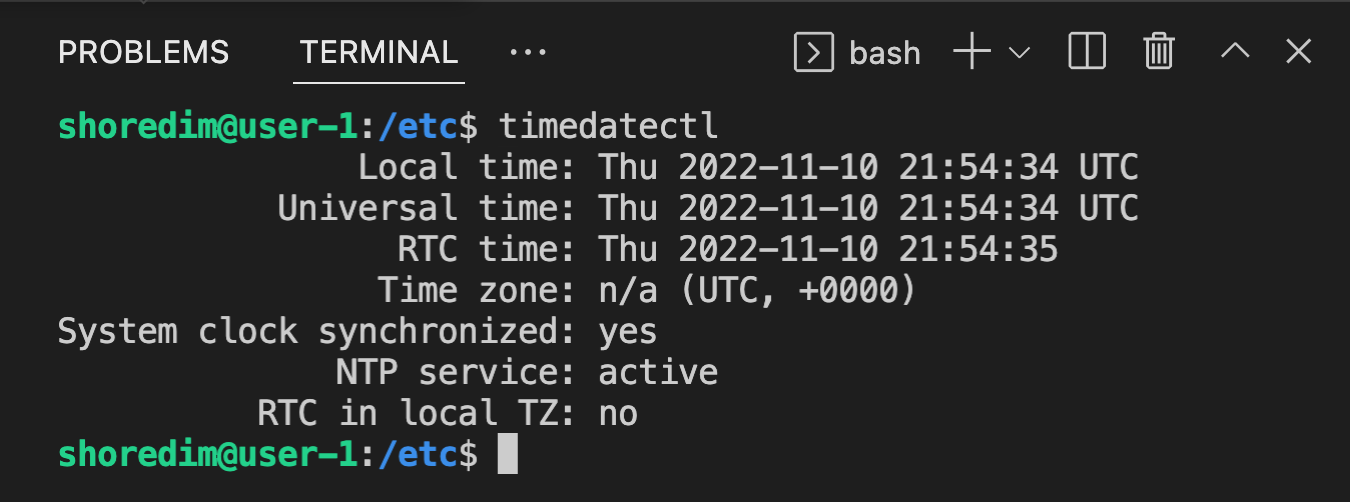 PROBLEMS TERMINAL ··· bash
shoredim@user-1:/etc$ timedatectl
Local time: Thu 2022-11-10 21:54:34 UTC
Universal time: Thu 2022-11-10 21:54:34 UTC
RTC time: Thu 2022-11-10 21:54:35
Time zone: n/a (UTC, +0000)
System clock synchronized: yes
NTP service: active
RTC in local TZ: no
shoredim@user-1:/etc$